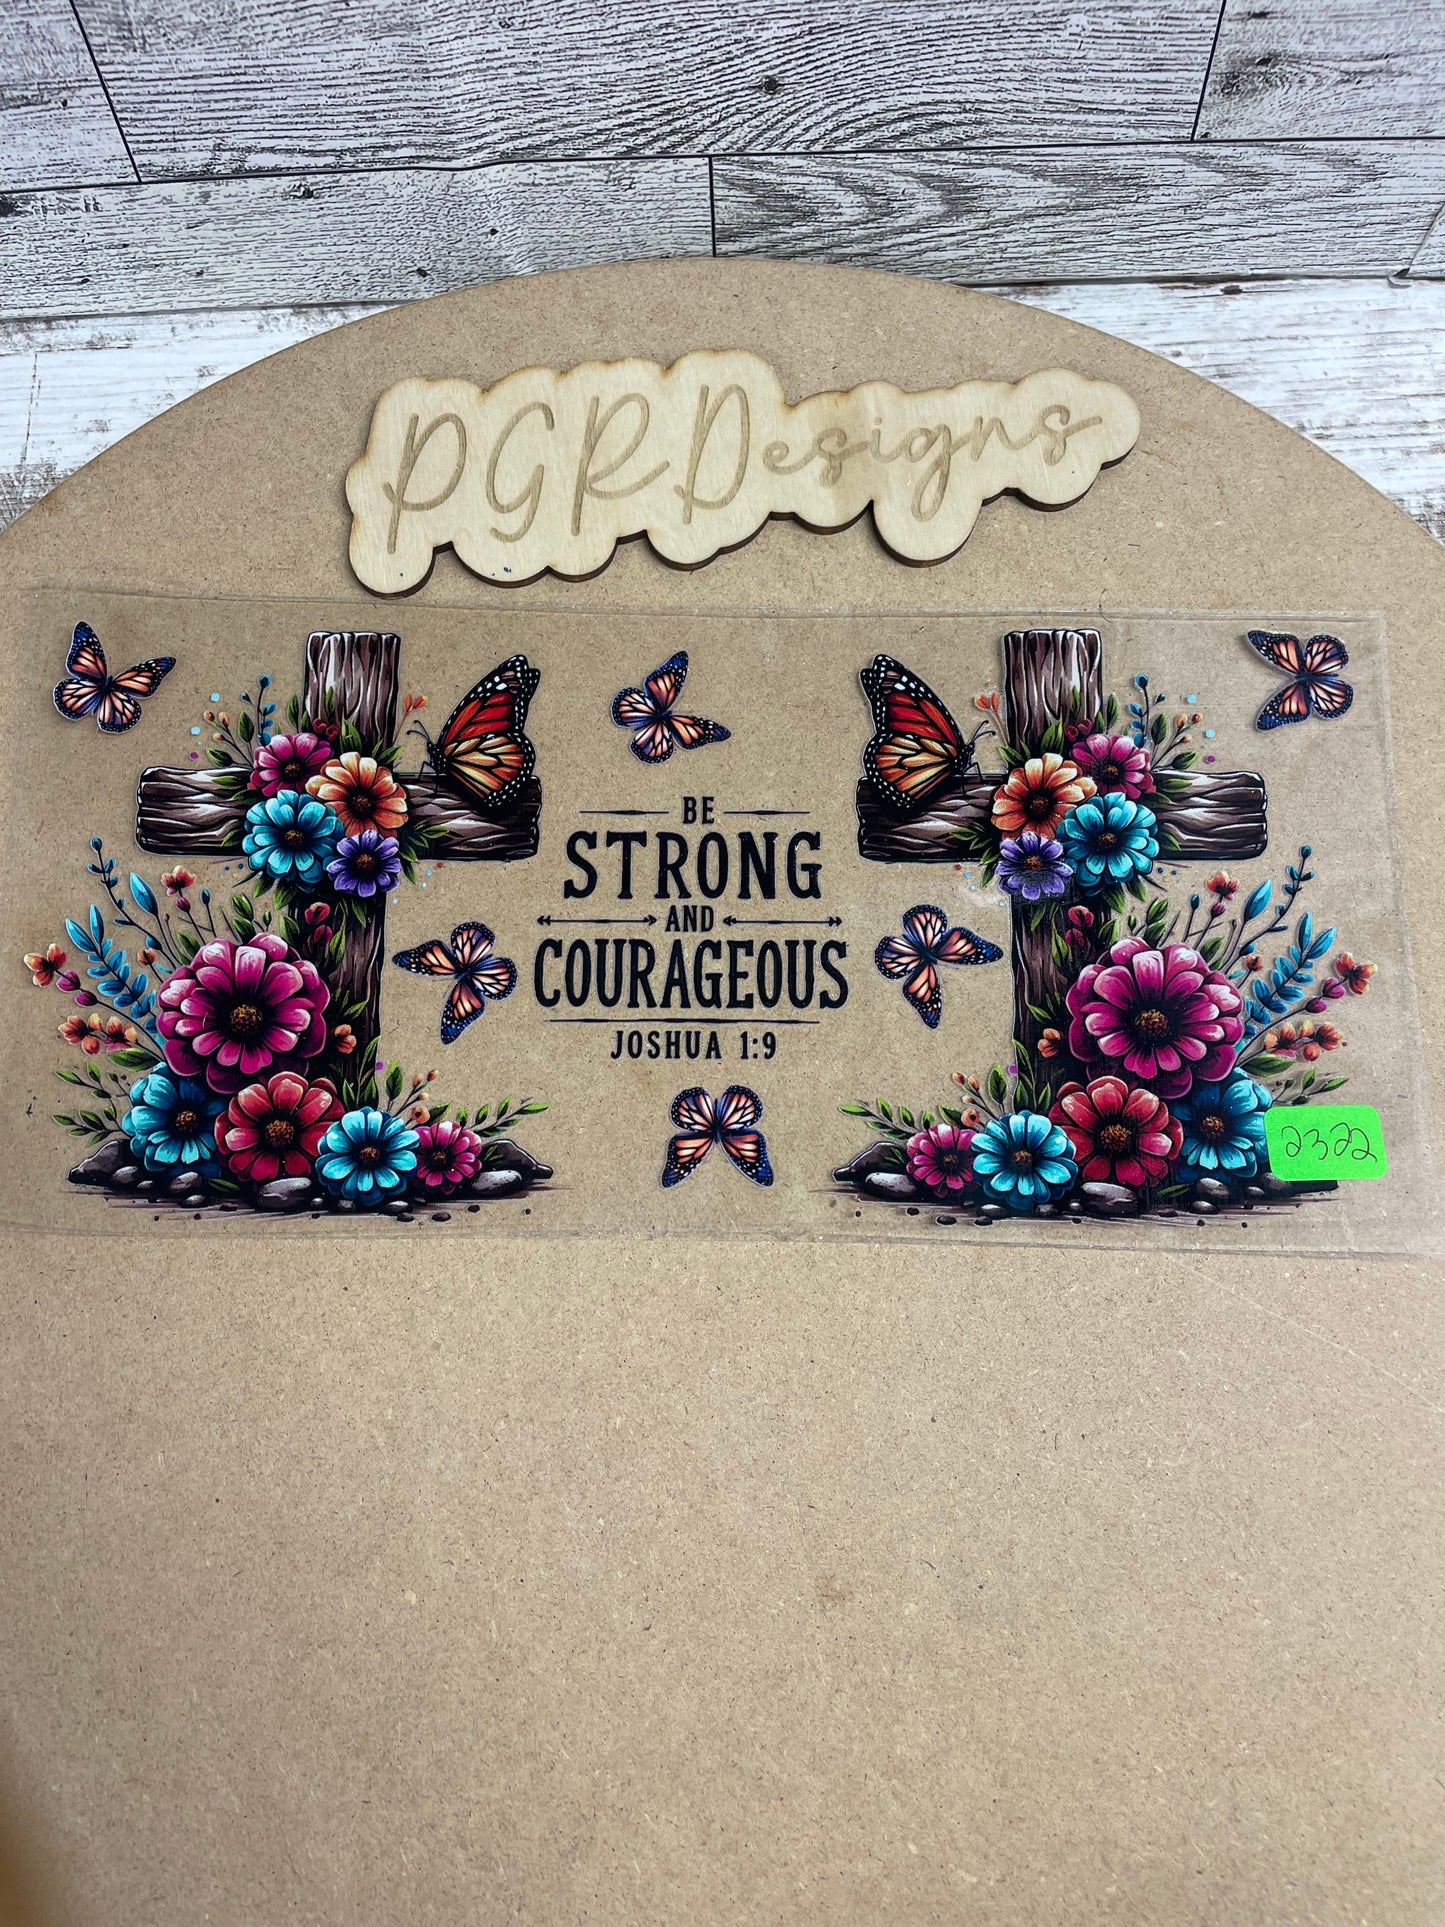 PGRDesigns
BE
STRONG
AND
COURAGEOUS
JOSHUA 1:9
2322